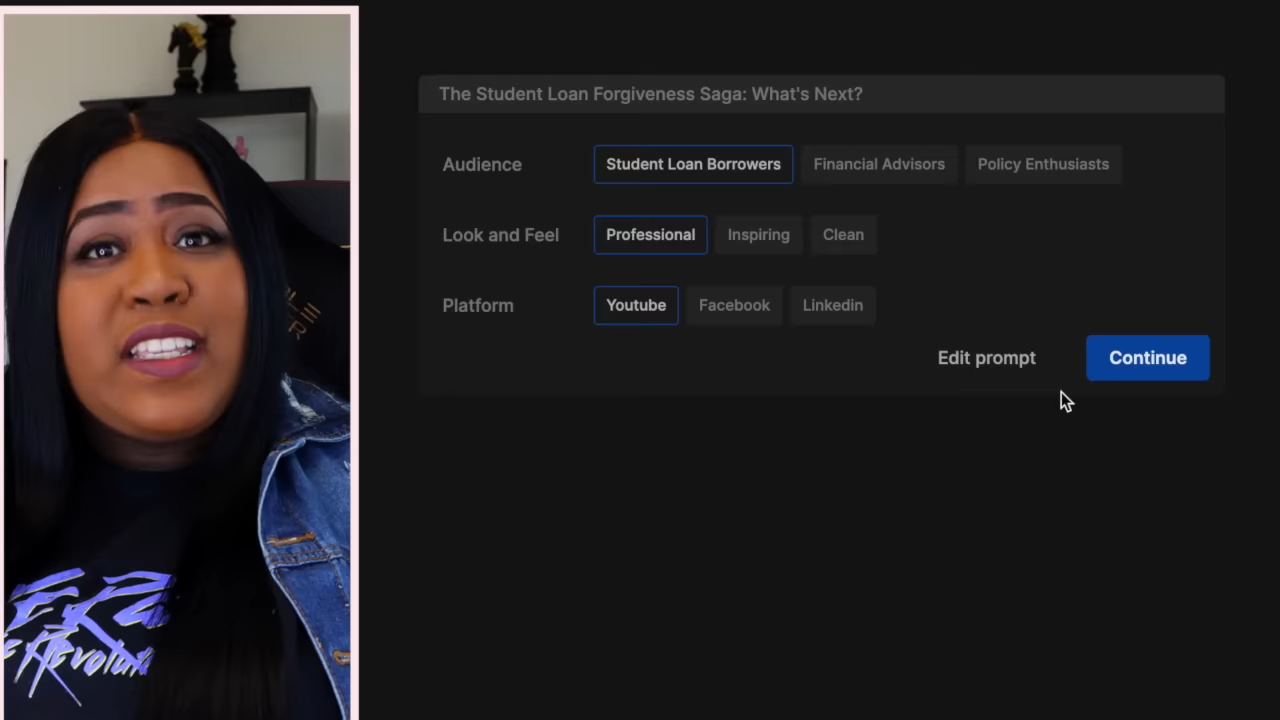 The Student Loan Forgiveness Saga: What's Next?
Audience Student Loan Borrowers Financial Advisors Policy Enthusiasts
Look and Feel Professional Inspiring Clean
Platform Youtube Facebook Linkedin
Edit prompt Continue